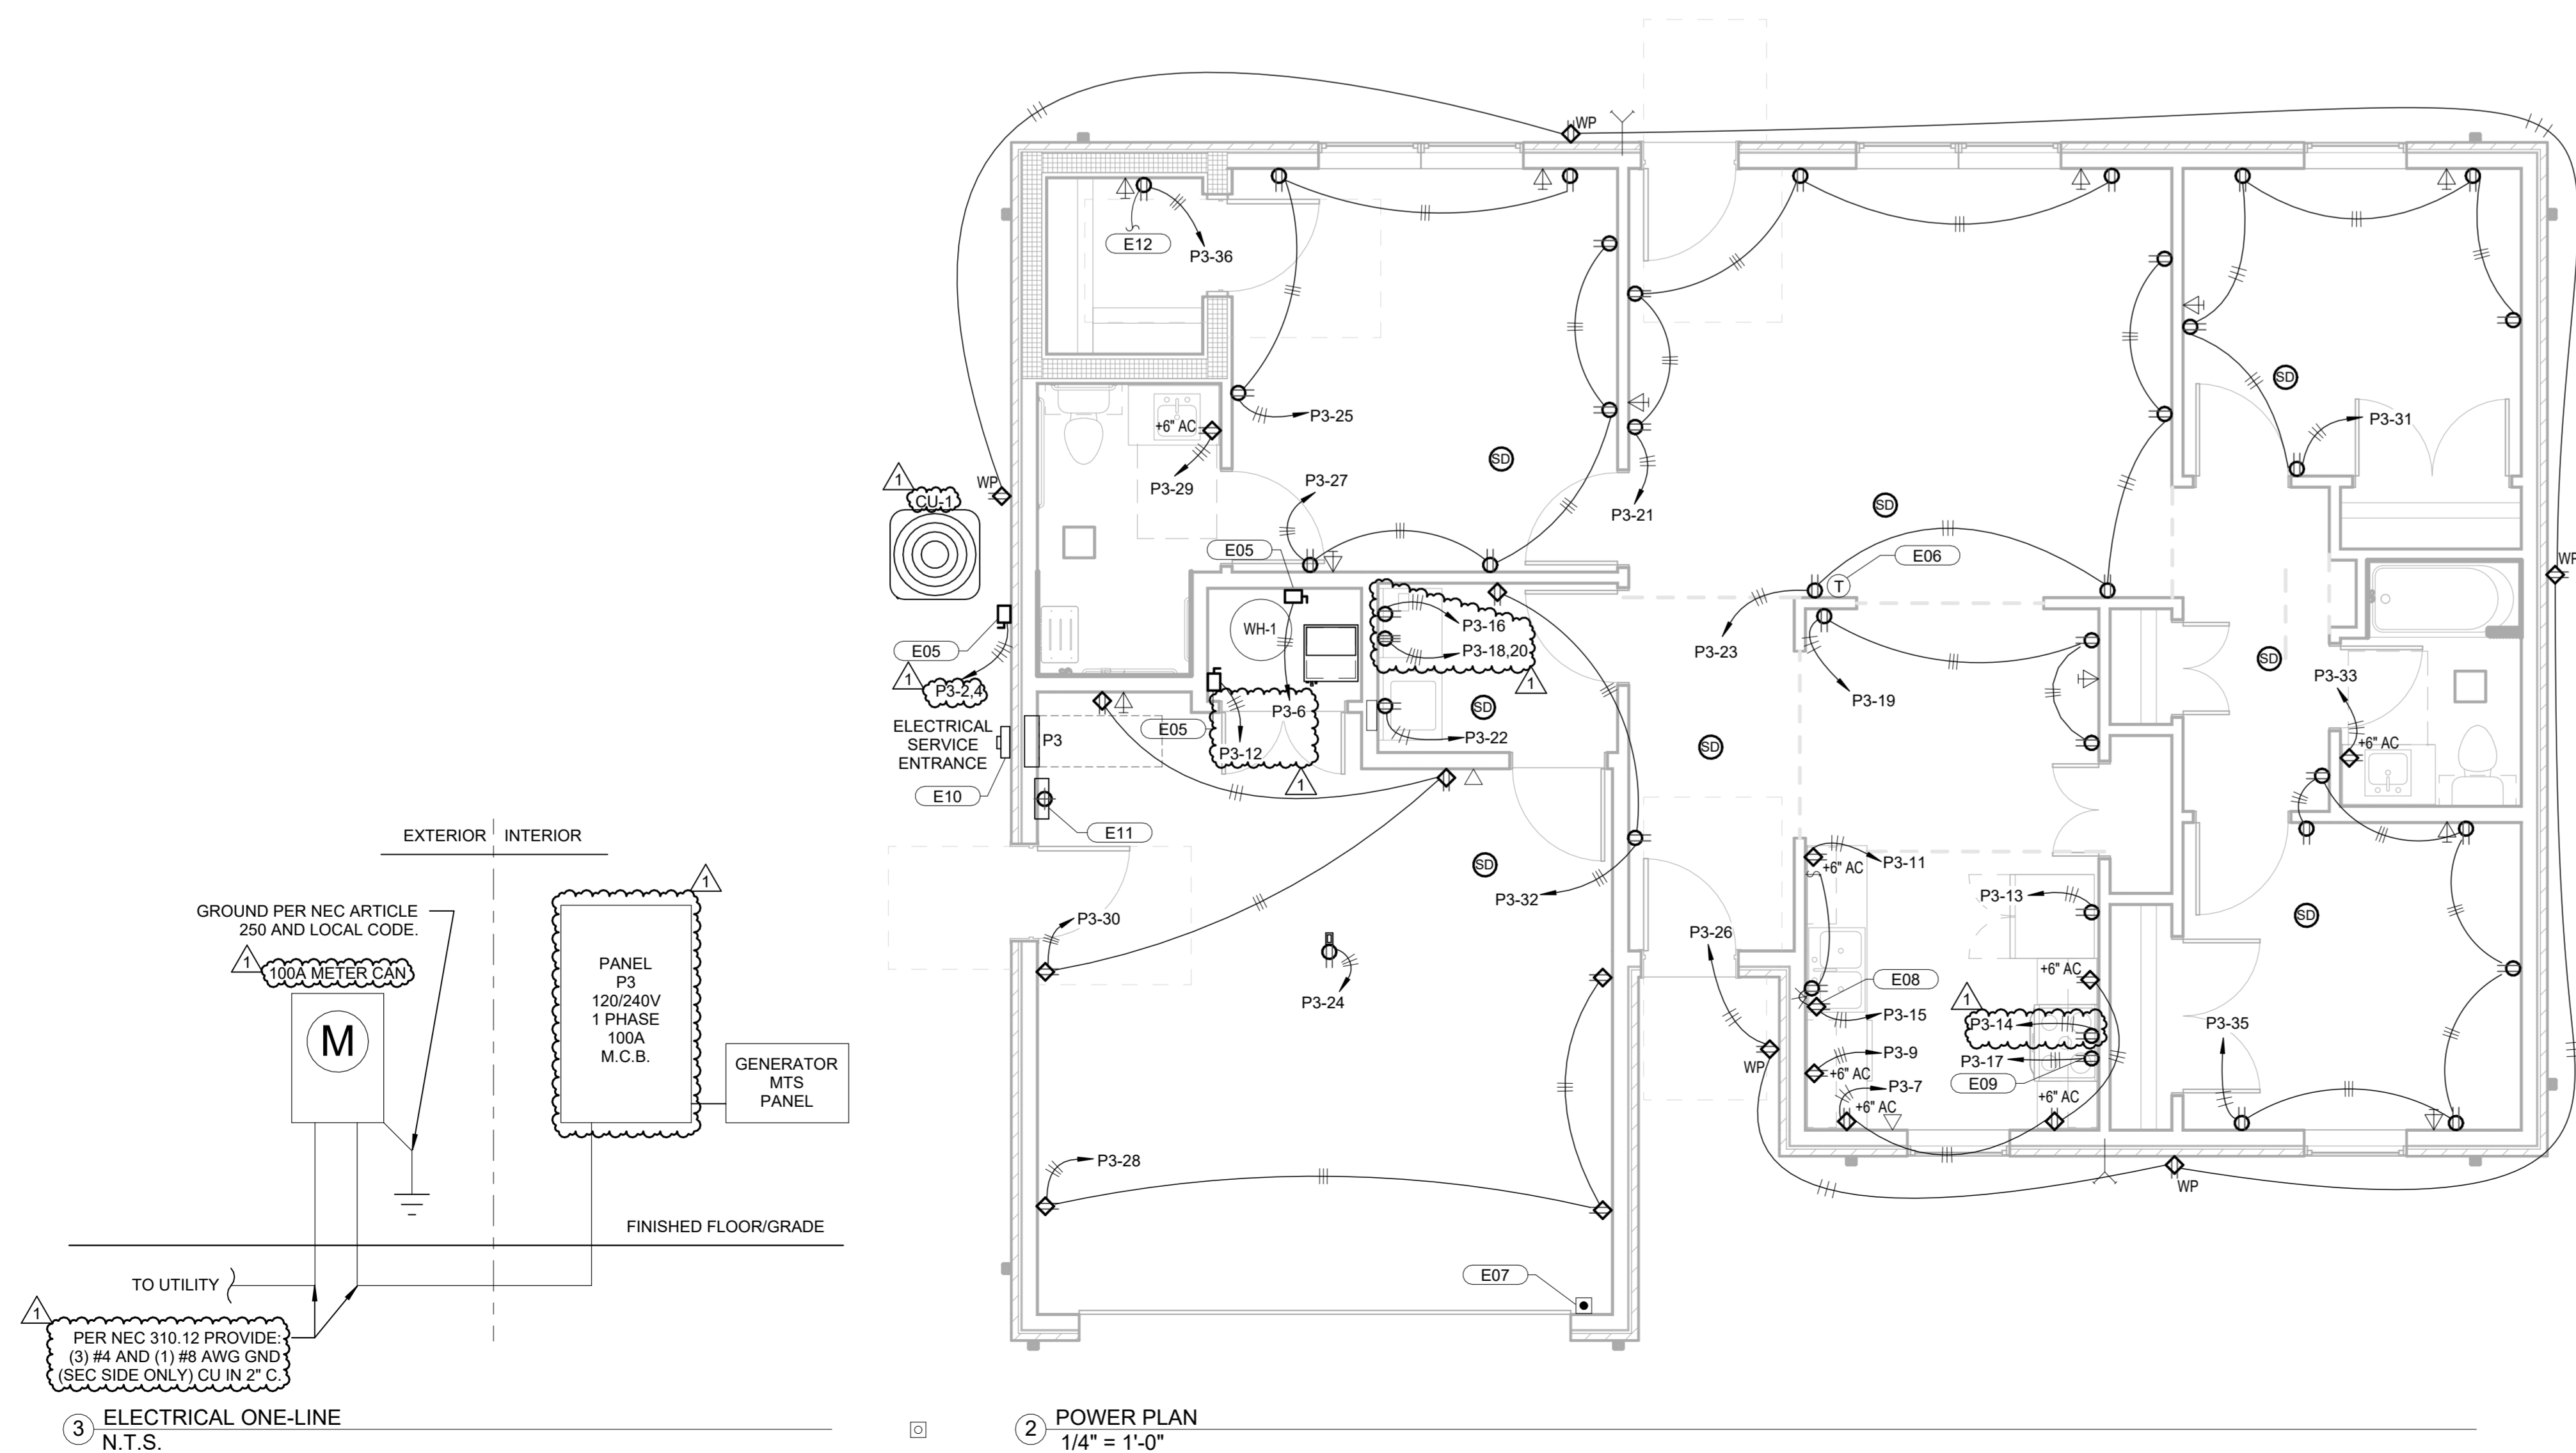 EXTERIOR
INTERIOR
1
GROUND PER NEC ARTICLE
250 AND LOCAL CODE.
1
100A METER CAN
M
PANEL
P3
120/240V
1 PHASE
100A
M.C.B.
GENERATOR
MTS
PANEL
FINISHED FLOOR/GRADE
TO UTILITY
1
PER NEC 310.12 PROVIDE:
(3) #4 AND (1) #8 AWG GND
(SEC SIDE ONLY) CU IN 2" C.
3
ELECTRICAL ONE-LINE
N.T.S.
WP
E12
P3-36
P3-25
+6" AC
P3-29
P3-27
SD
P3-21
SD
SD
P3-31
WP
1
CU-1
E05
E05
1
P3-2,4
WH-1
P3-16
P3-18,20
1
P3-6
E05
P3-12
1
SD
P3-22
ELECTRICAL
SERVICE
ENTRANCE
P3
E10
E11
E06
T
P3-23
P3-19
SD
SD
P3-33
+6" AC
WP
P3-30
SD
P3-32
P3-24
P3-11
+6" AC
P3-13
P3-26
E08
+6" AC
1
P3-15
P3-14
P3-9
P3-17
+6" AC
E09
P3-7
+6" AC
+6" AC
WP
SD
P3-35
WP
P3-28
E07
2
POWER PLAN
1/4" = 1'-0"